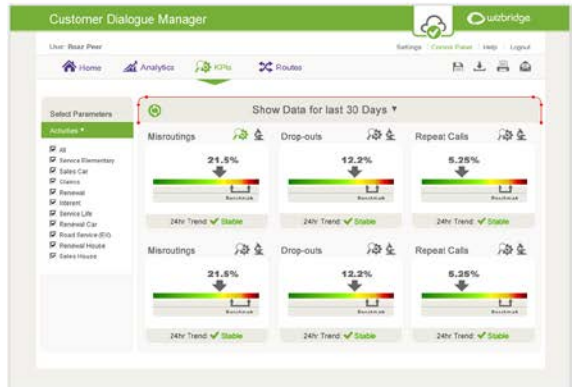 Customer Dialogue Manager
wizbridge
User: Roar Peer
Settings | Control Panel | Help | Logout
Home
Analytics
KPIs
Routes
Select Parameters
Activities
All
Service Elementary
Sales Car
Claims
Renewal
Interent
Service Life
Renewal Car
Road Service (EV)
Renewal House
Sales House
Show Data for last 30 Days
Misroutings
21.5%
Benchmark
24hr Trend: Stable
Drop-outs
12.2%
Benchmark
24hr Trend: Stable
Repeat Calls
5.25%
Benchmark
24hr Trend: Stable
Misroutings
21.5%
Benchmark
24hr Trend: Stable
Drop-outs
12.2%
Benchmark
24hr Trend: Stable
Repeat Calls
5.25%
Benchmark
24hr Trend: Stable